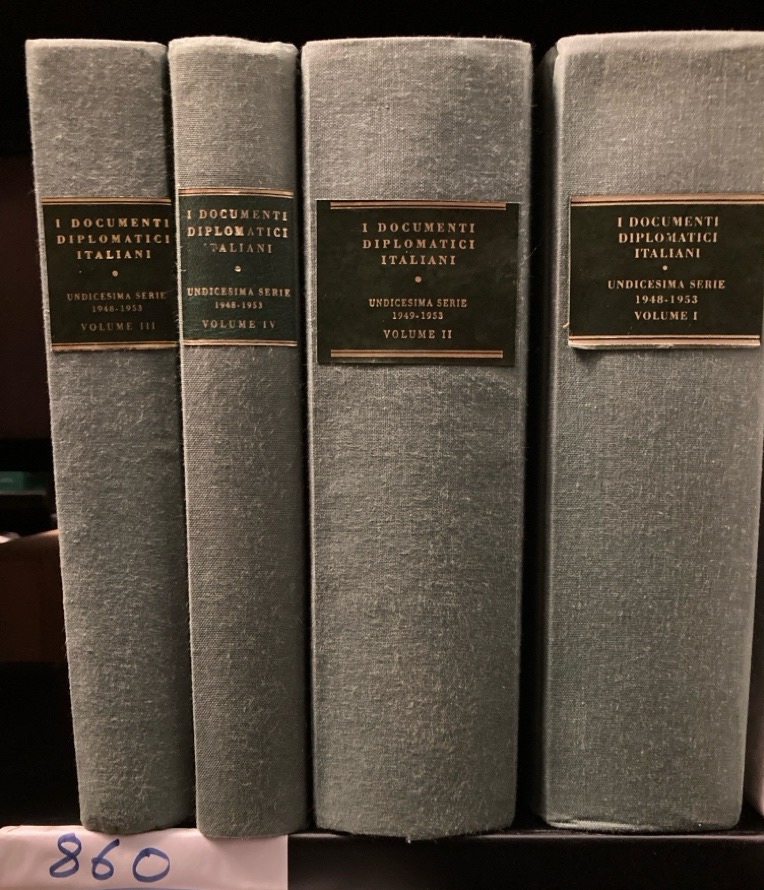 I DOCUMENTI
DIPLOMATICI
ITALIANI
UNDICESIMA SERIE
1948-1953
VOLUME III
I DOCUMENTI
DIPLOMATICI
TALIANI
UNDICESIMA SERIE
1948-1953
VOLUME IV
I DOCUMENTI
DIPLOMATICI
ITALIANI
UNDICESIMA SERIE
1949-1953
VOLUME II
I DOCUMENTI
DIPLOMATICI
ITALIANI
UNDICESIMA SERIE
1948-1953
VOLUME I
860